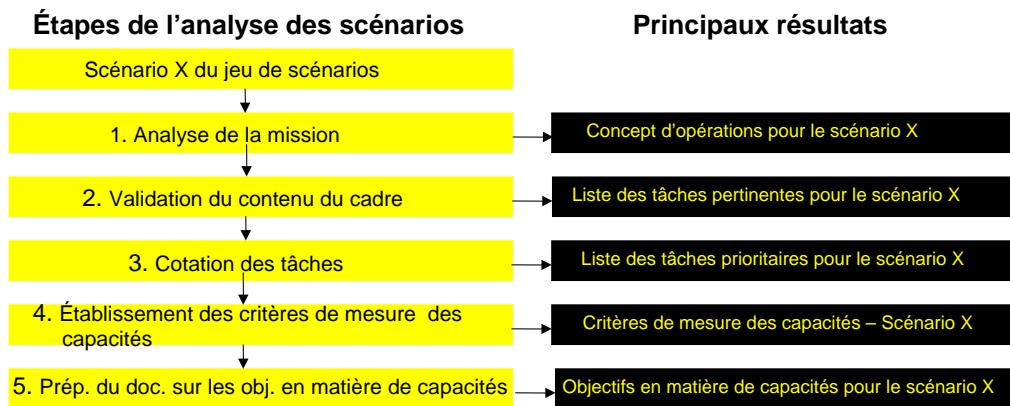 Étapes de l'analyse des scénarios
Principaux résultats
Scénario X du jeu de scénarios
1. Analyse de la mission
Concept d'opérations pour le scénario X
2. Validation du contenu du cadre
Liste des tâches pertinentes pour le scénario X
3. Cotation des tâches
Liste des tâches prioritaires pour le scénario X
4. Établissement des critères de mesure des
capacités
Critères de mesure des capacités – Scénario X
5. Prép. du doc. sur les obj. en matière de capacités
Objectifs en matière de capacités pour le scénario X